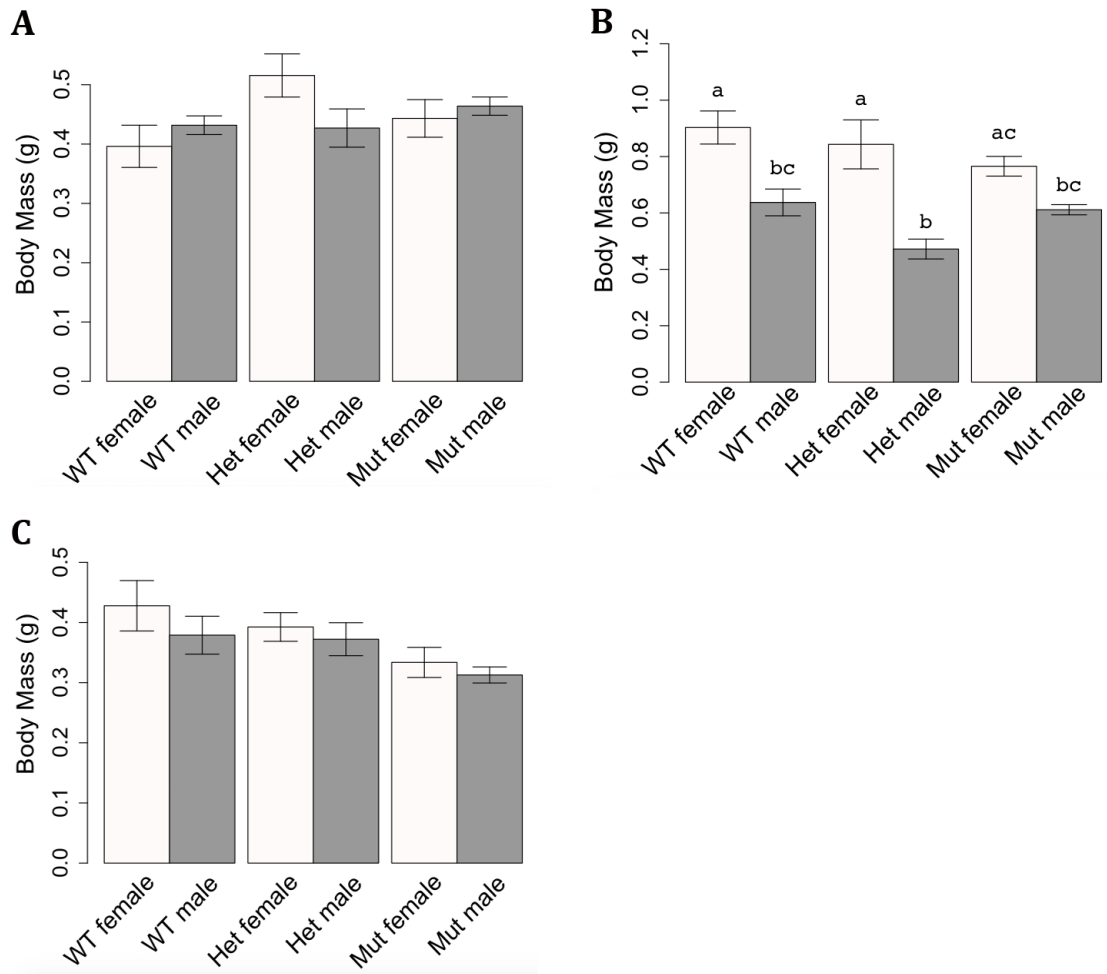 A
Body Mass (g)
0.5
0.4
0.3
0.2
0.1
0.0
WT female
WT male
Het female
Het male
Mut female
Mut male
B
Body Mass (g)
1.2
1.0
0.8
0.6
0.4
0.2
0.0
a
bc
a
b
ac
bc
WT female
WT male
Het female
Het male
Mut female
Mut male
C
Body Mass (g)
0.5
0.4
0.3
0.2
0.1
0.0
WT female
WT male
Het female
Het male
Mut female
Mut male